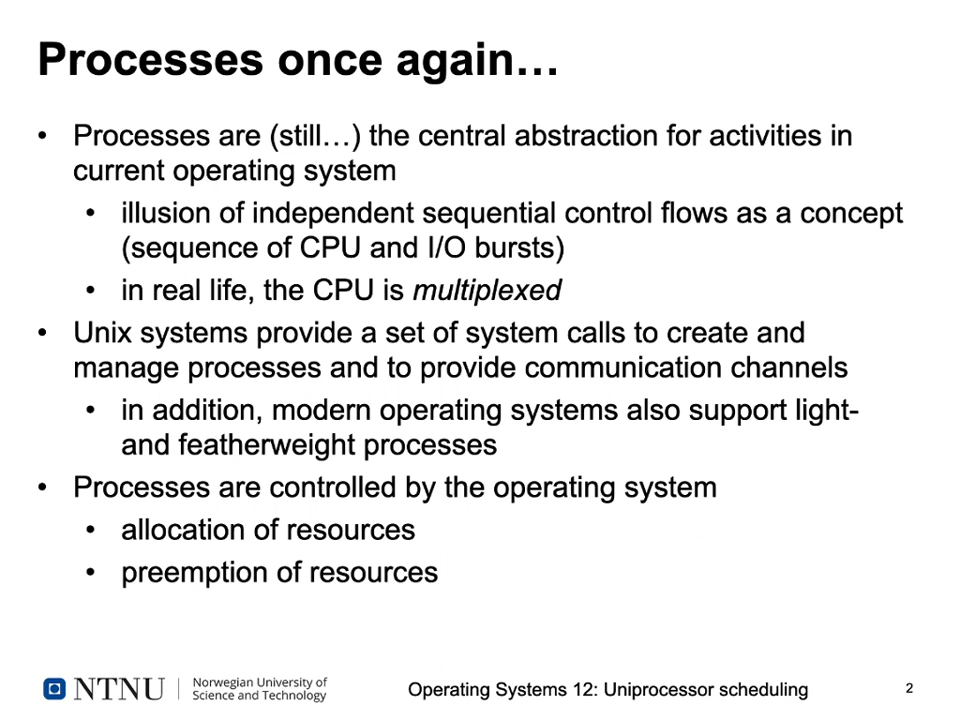 Processes once again…
• Processes are (still…) the central abstraction for activities in
current operating system
• illusion of independent sequential control flows as a concept
(sequence of CPU and I/O bursts)
• in real life, the CPU is multiplexed
• Unix systems provide a set of system calls to create and
manage processes and to provide communication channels
• in addition, modern operating systems also support light-
and featherweight processes
• Processes are controlled by the operating system
• allocation of resources
• preemption of resources
NTNU
Norwegian University of
Science and Technology
Operating Systems 12: Uniprocessor scheduling
2